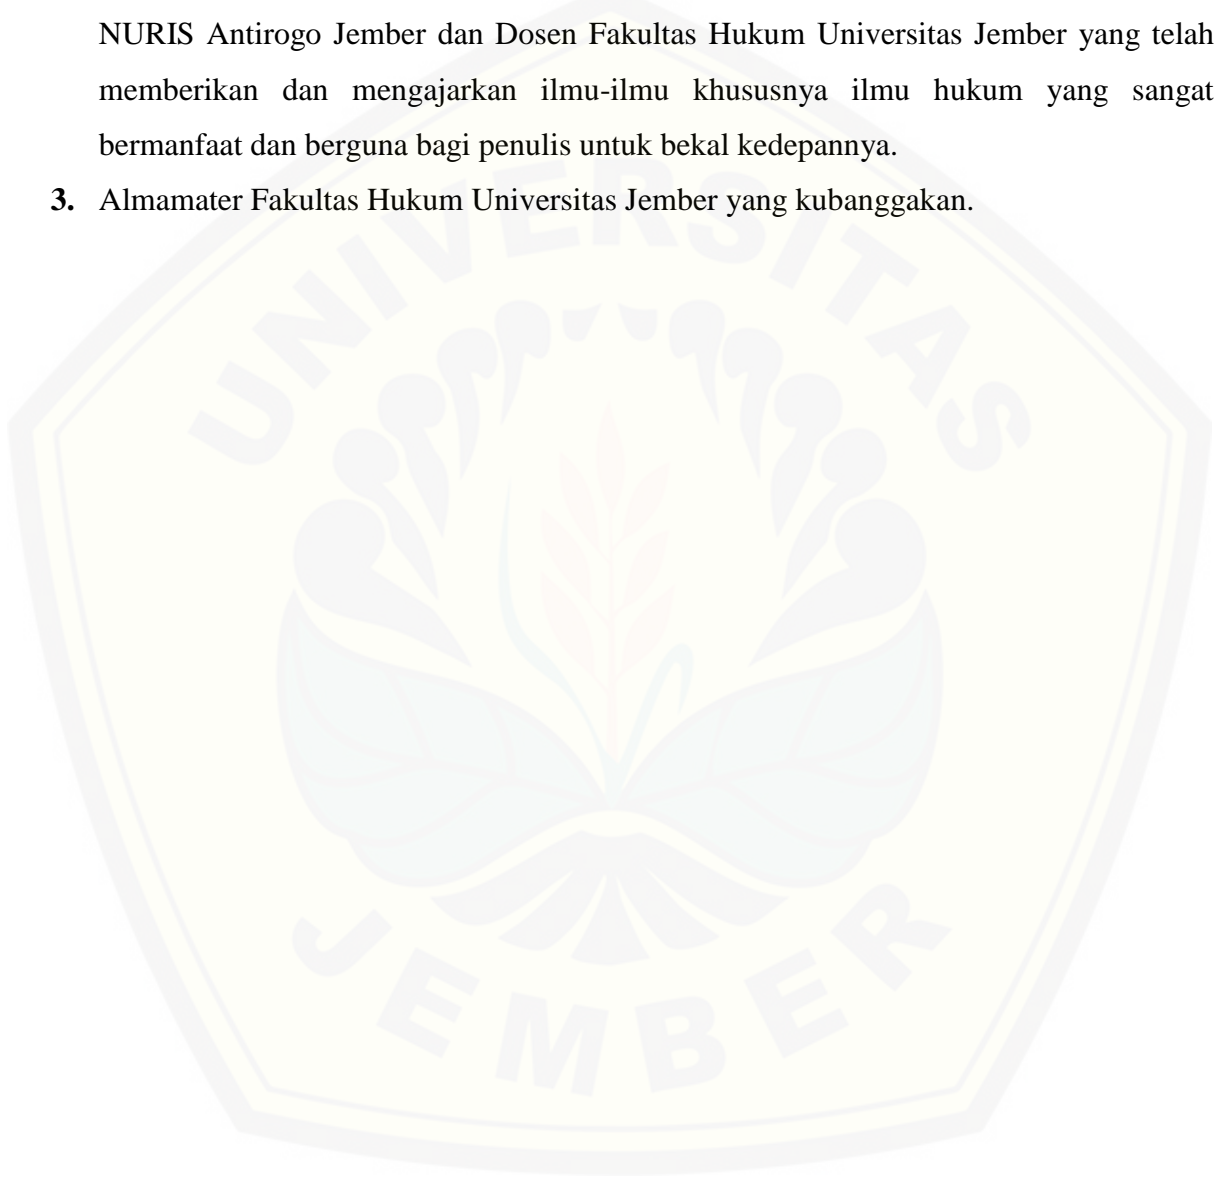 NURIS Antirogo Jember dan Dosen Fakultas Hukum Universitas Jember yang telah
memberikan dan mengajarkan ilmu-ilmu khususnya ilmu hukum yang sangat
bermanfaat dan berguna bagi penulis untuk bekal kedepannya.
3. Almamater Fakultas Hukum Universitas Jember yang kubanggakan.
UNIVERSITAS
JEMBER